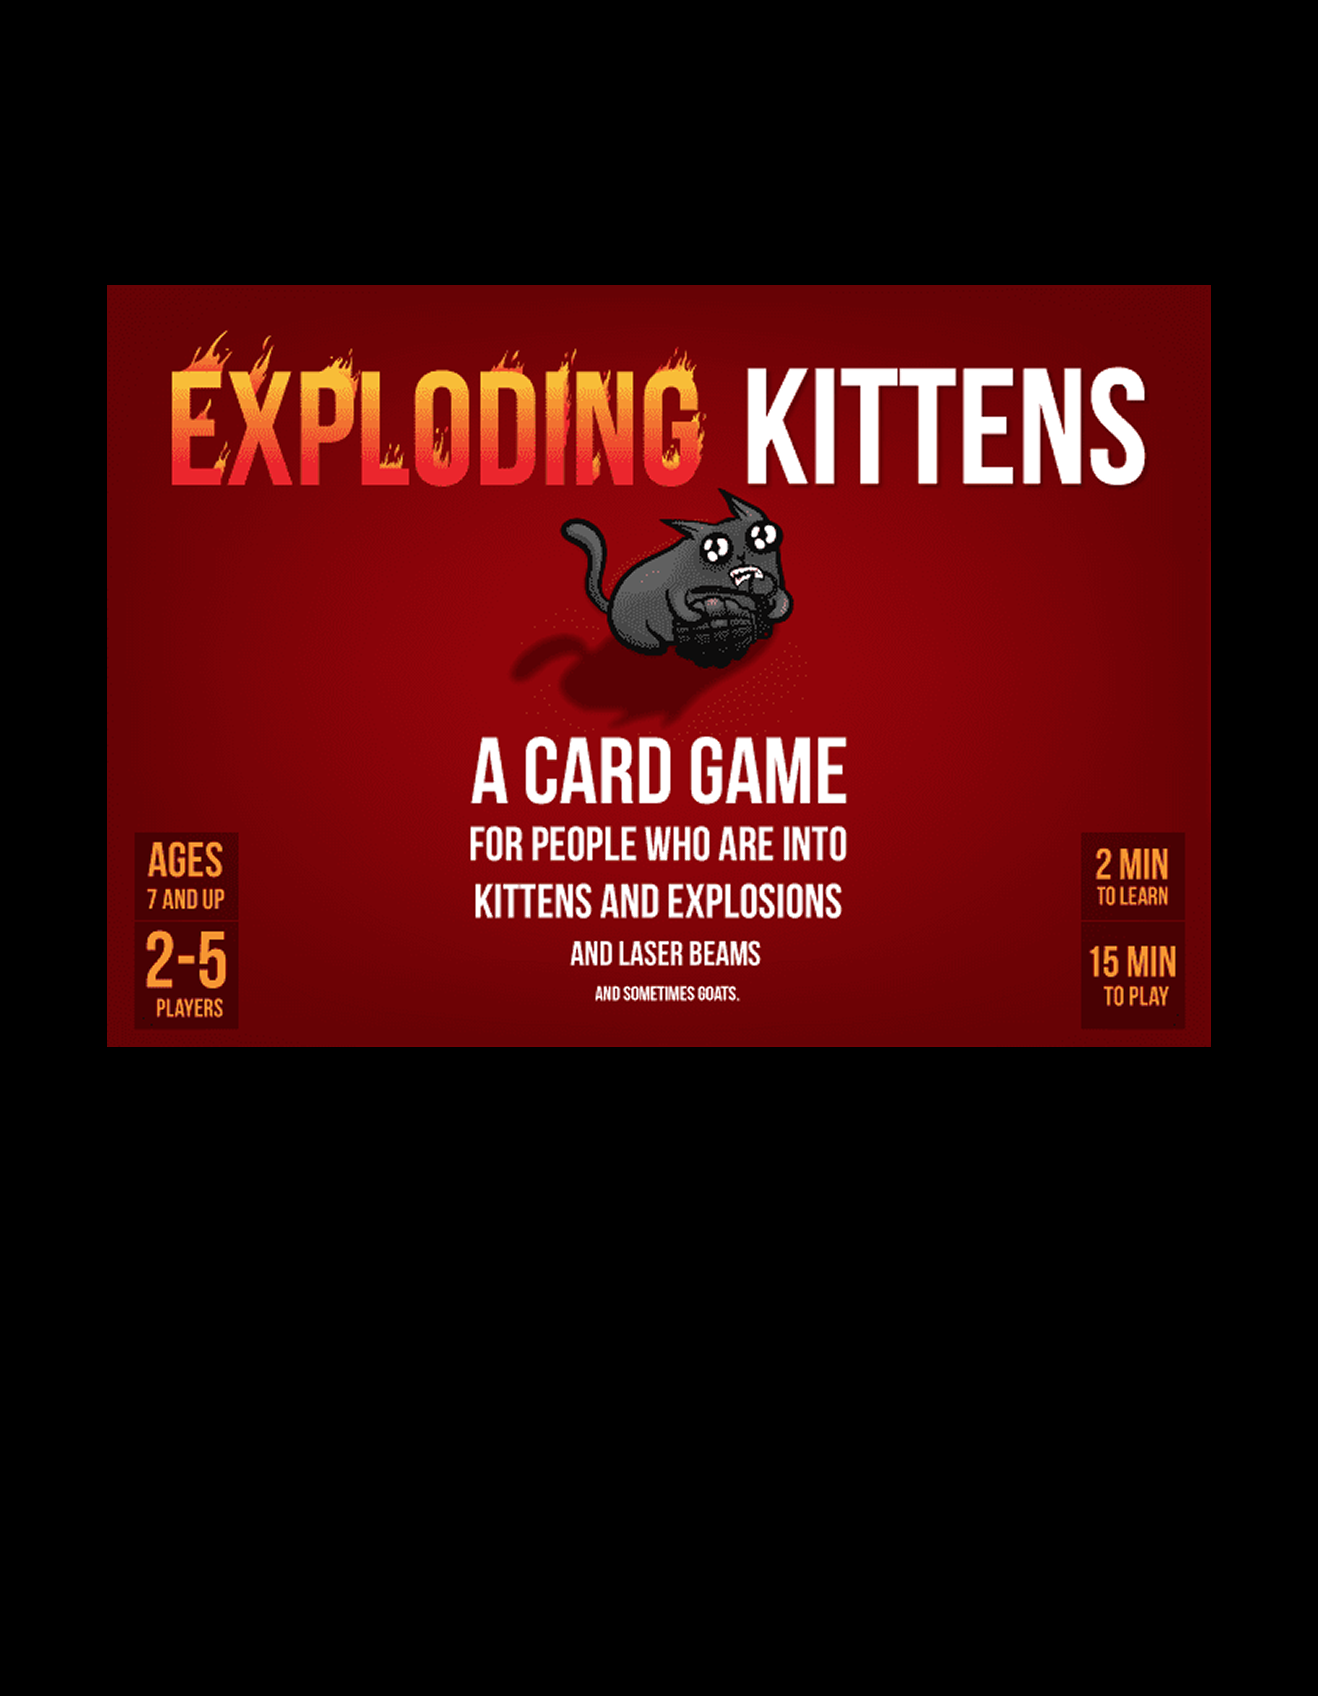 EXPLODING KITTENS
A CARD GAME
FOR PEOPLE WHO ARE INTO
KITTENS AND EXPLOSIONS
AND LASER BEAMS
AND SOMETIMES GOATS.
AGES
7 AND UP
2-5
PLAYERS
2 MIN
TO LEARN
15 MIN
TO PLAY